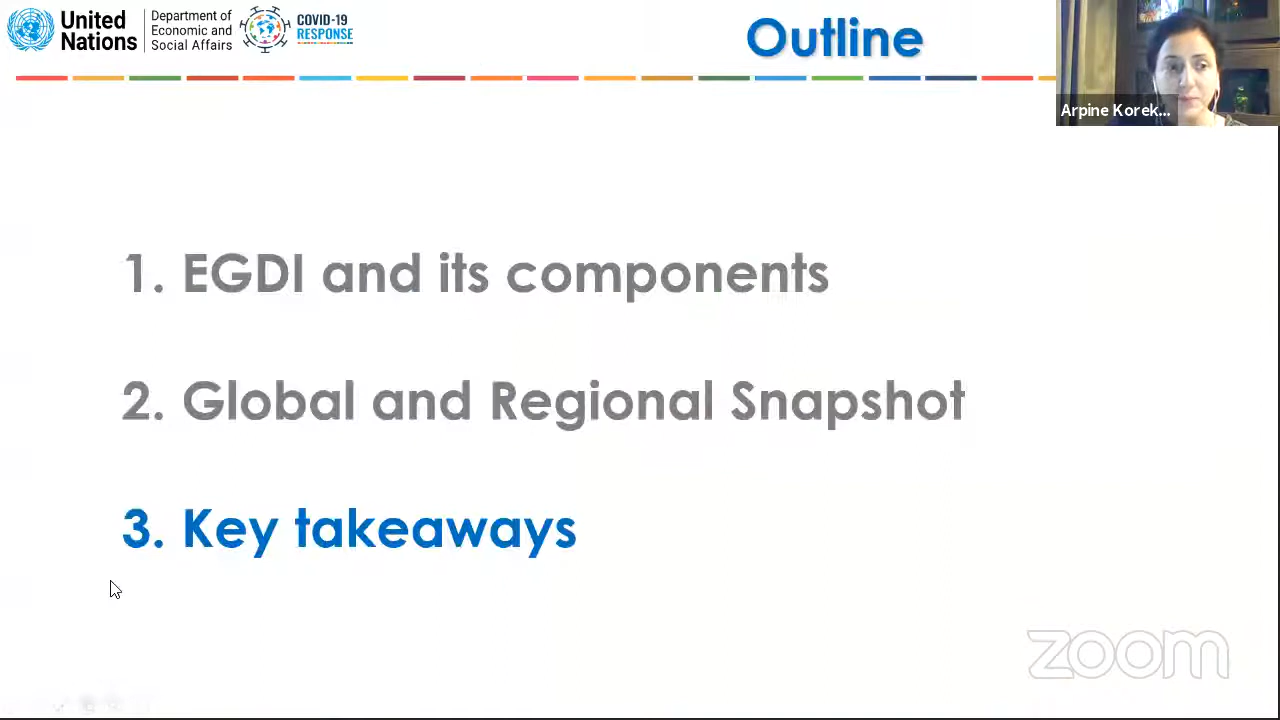 United
Nations
Department of
Economic and
Social Affairs
COVID-19
RESPONSE
Outline
Arpine Korek...
1. EGDI and its components
2. Global and Regional Snapshot
3. Key takeaways
zoom